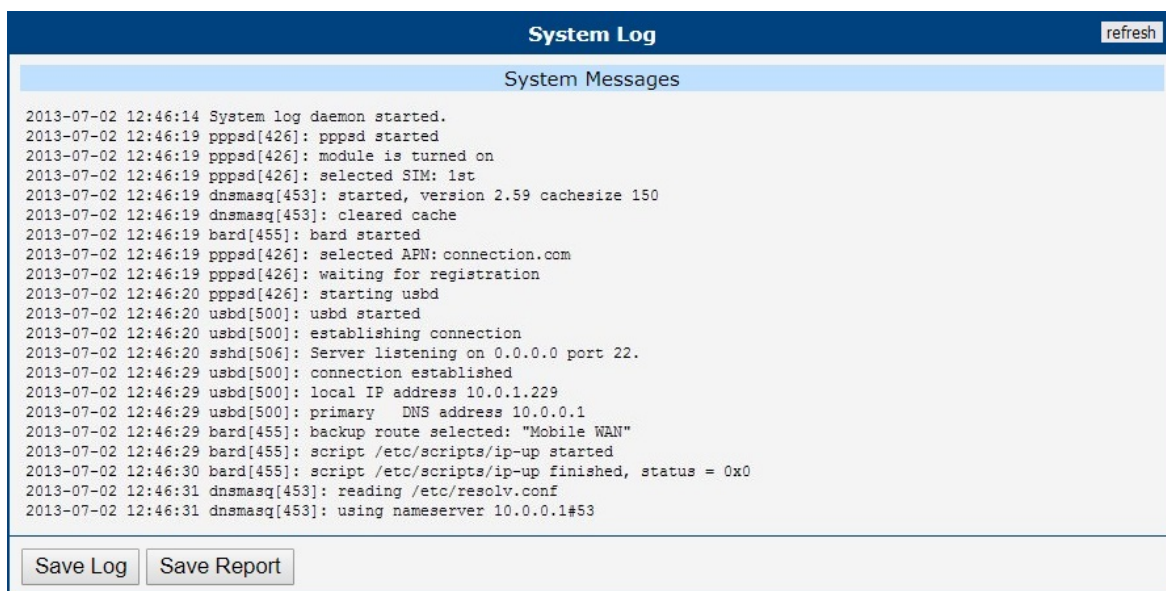 System Log
refresh
System Messages
2013-07-02 12:46:14 System log daemon started.
2013-07-02 12:46:19 pppsd[426]: pppsd started
2013-07-02 12:46:19 pppsd[426]: module is turned on
2013-07-02 12:46:19 pppsd[426]: selected SIM: 1st
2013-07-02 12:46:19 dnsmasq[453]: started, version 2.59 cachesize 150
2013-07-02 12:46:19 dnsmasq[453]: cleared cache
2013-07-02 12:46:19 bard[455]: bard started
2013-07-02 12:46:19 pppsd[426]: selected APN: connection.com
2013-07-02 12:46:19 pppsd[426]: waiting for registration
2013-07-02 12:46:20 pppsd[426]: starting usbd
2013-07-02 12:46:20 usbd[500]: usbd started
2013-07-02 12:46:20 usbd[500]: establishing connection
2013-07-02 12:46:20 sshd[506]: Server listening on 0.0.0.0 port 22.
2013-07-02 12:46:29 usbd[500]: connection established
2013-07-02 12:46:29 usbd[500]: local IP address 10.0.1.229
2013-07-02 12:46:29 usbd[500]: primary   DNS address 10.0.0.1
2013-07-02 12:46:29 bard[455]: backup route selected: "Mobile WAN"
2013-07-02 12:46:29 bard[455]: script /etc/scripts/ip-up started
2013-07-02 12:46:30 bard[455]: script /etc/scripts/ip-up finished, status = 0x0
2013-07-02 12:46:31 dnsmasq[453]: reading /etc/resolv.conf
2013-07-02 12:46:31 dnsmasq[453]: using nameserver 10.0.0.1#53
Save Log
Save Report